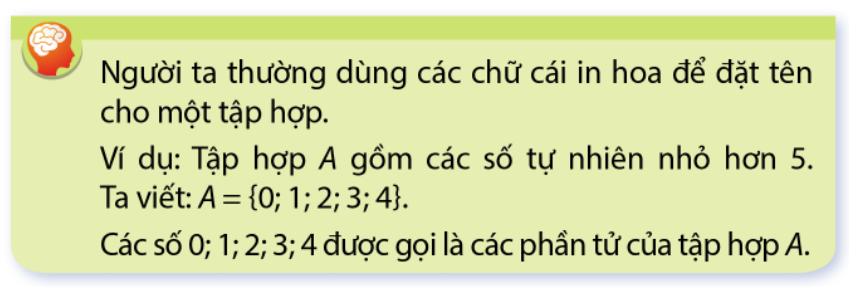 Người ta thường dùng các chữ cái in hoa để đặt tên
cho một tập hợp.
Ví dụ: Tập hợp A gồm các số tự nhiên nhỏ hơn 5.
Ta viết: A = {0; 1; 2; 3; 4}.
Các số 0; 1; 2; 3; 4 được gọi là các phần tử của tập hợp A.